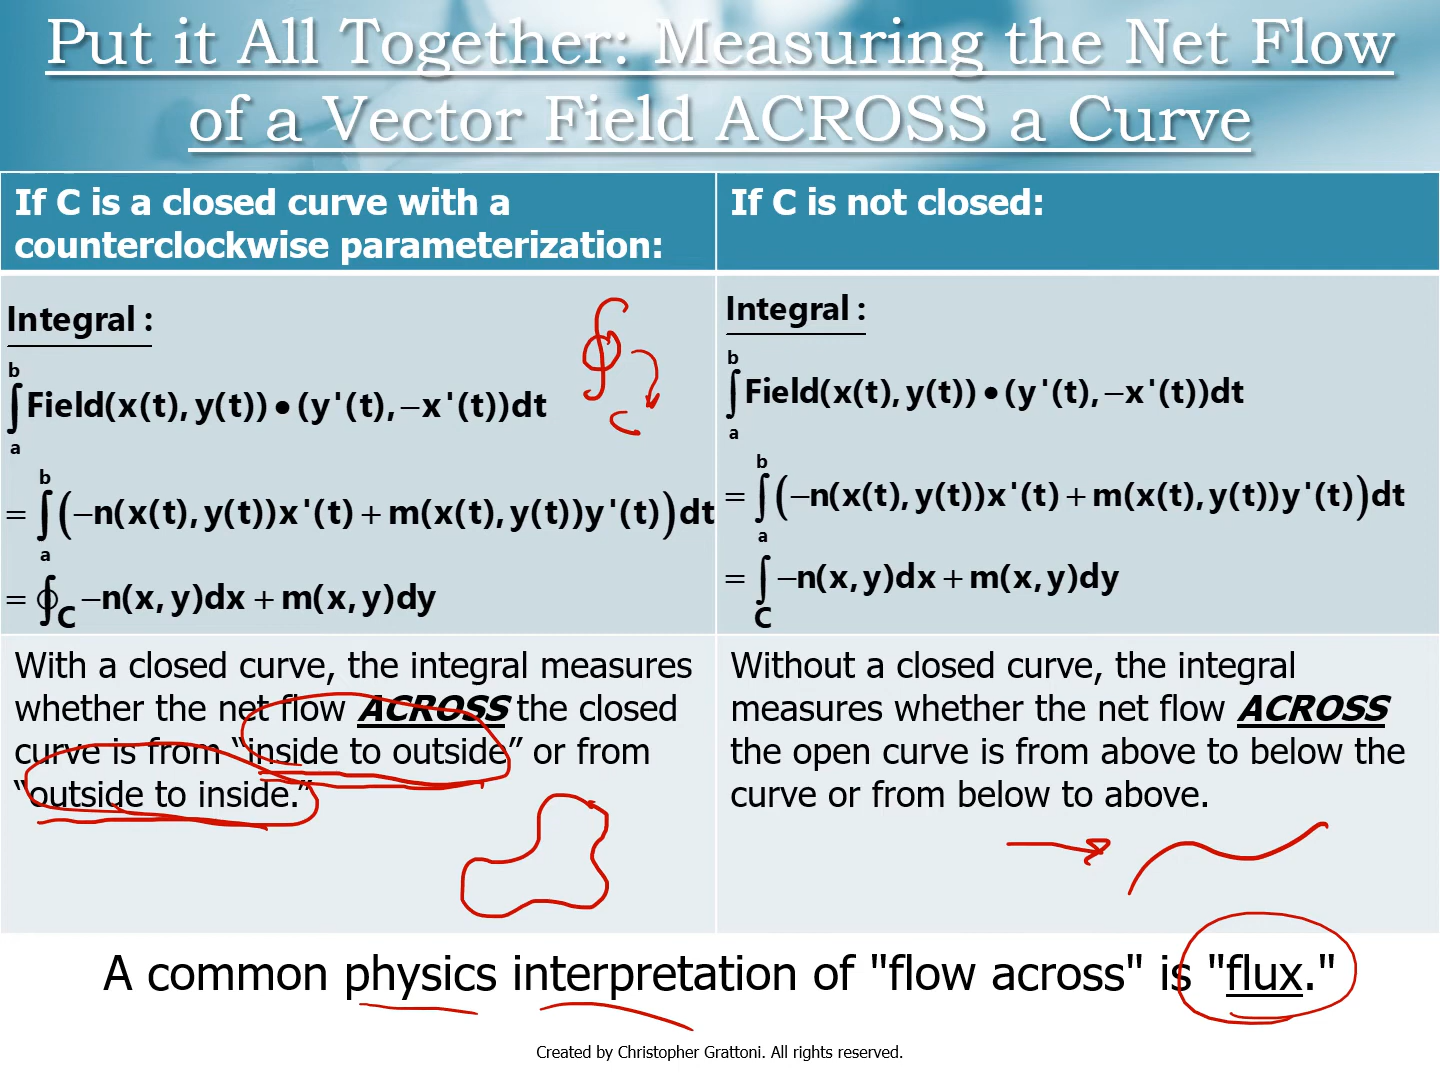 Put it All Together: Measuring the Net Flow
of a Vector Field ACROSS a Curve
If C is a closed curve with a
counterclockwise parameterization:
Integral :
b
∫Field(x(t), y(t)) • (y'(t), −x'(t))dt
a
b
= ∫(−n(x(t), y(t))x'(t) + m(x(t), y(t))y'(t))dt
a
= ∮C −n(x, y)dx + m(x, y)dy
∮
C
With a closed curve, the integral measures
whether the net flow ACROSS the closed
curve is from “inside to outside” or from
“outside to inside.”
If C is not closed:
Integral :
b
∫Field(x(t), y(t)) • (y'(t), −x'(t))dt
a
b
= ∫(−n(x(t), y(t))x'(t) + m(x(t), y(t))y'(t))dt
a
= ∫ −n(x, y)dx + m(x, y)dy
C
Without a closed curve, the integral
measures whether the net flow ACROSS
the open curve is from above to below the
curve or from below to above.
A common physics interpretation of "flow across" is "flux."
Created by Christopher Grattoni. All rights reserved.